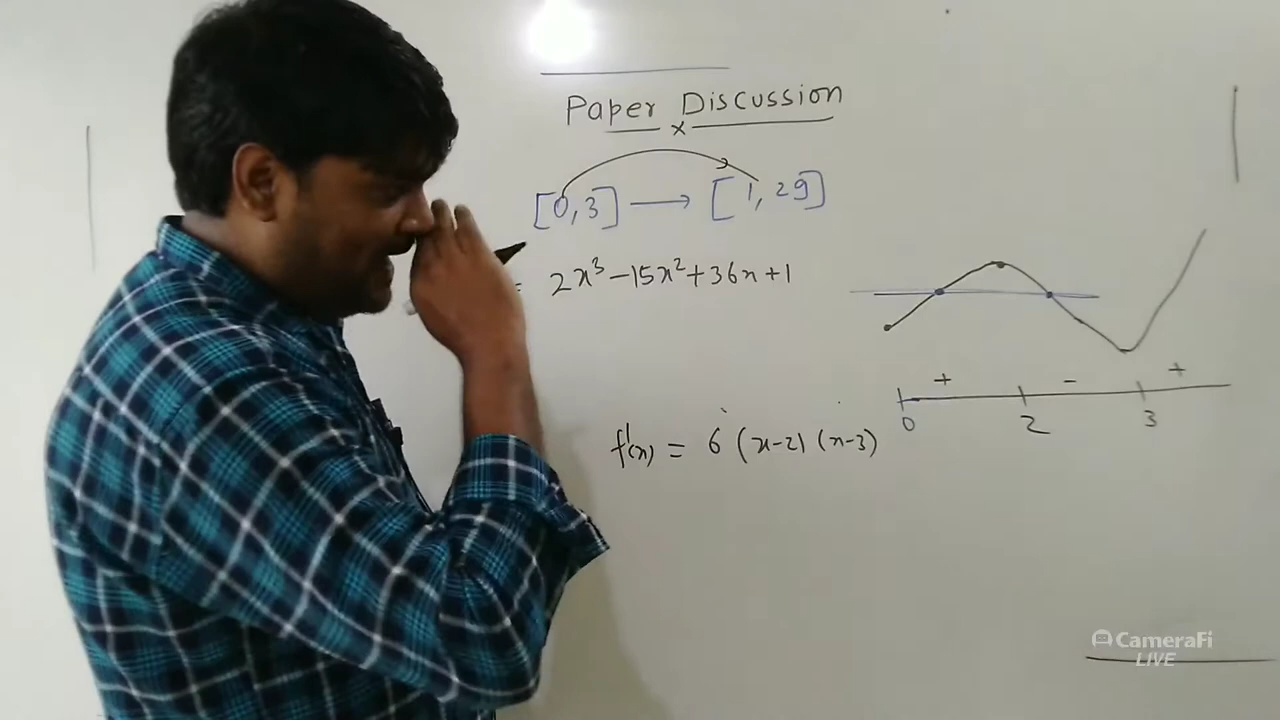 Paper Discussion
x
[0,3] → [1,29]
= 2x³-15x²+36x+1
+ - +
0 2 3
f'(x) = 6 (x-2) (x-3)
CameraFi
LIVE